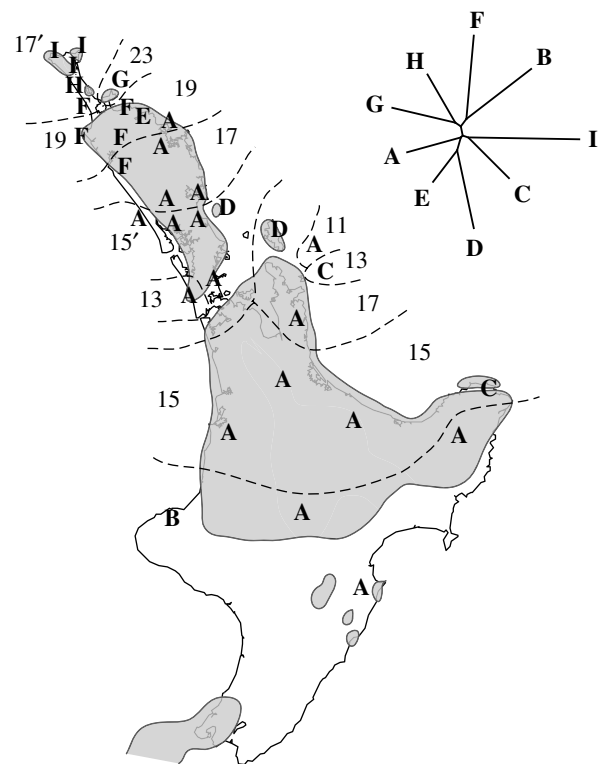 F
17′ I I
23 B
I H
G
H 19 G
F F
E A I
19 F F 17
A A
F E C
A A
D
A A A D
15′ D 11
A
C 13
A
13 A 17
A
15
A
15 C
A
A A
B A
A